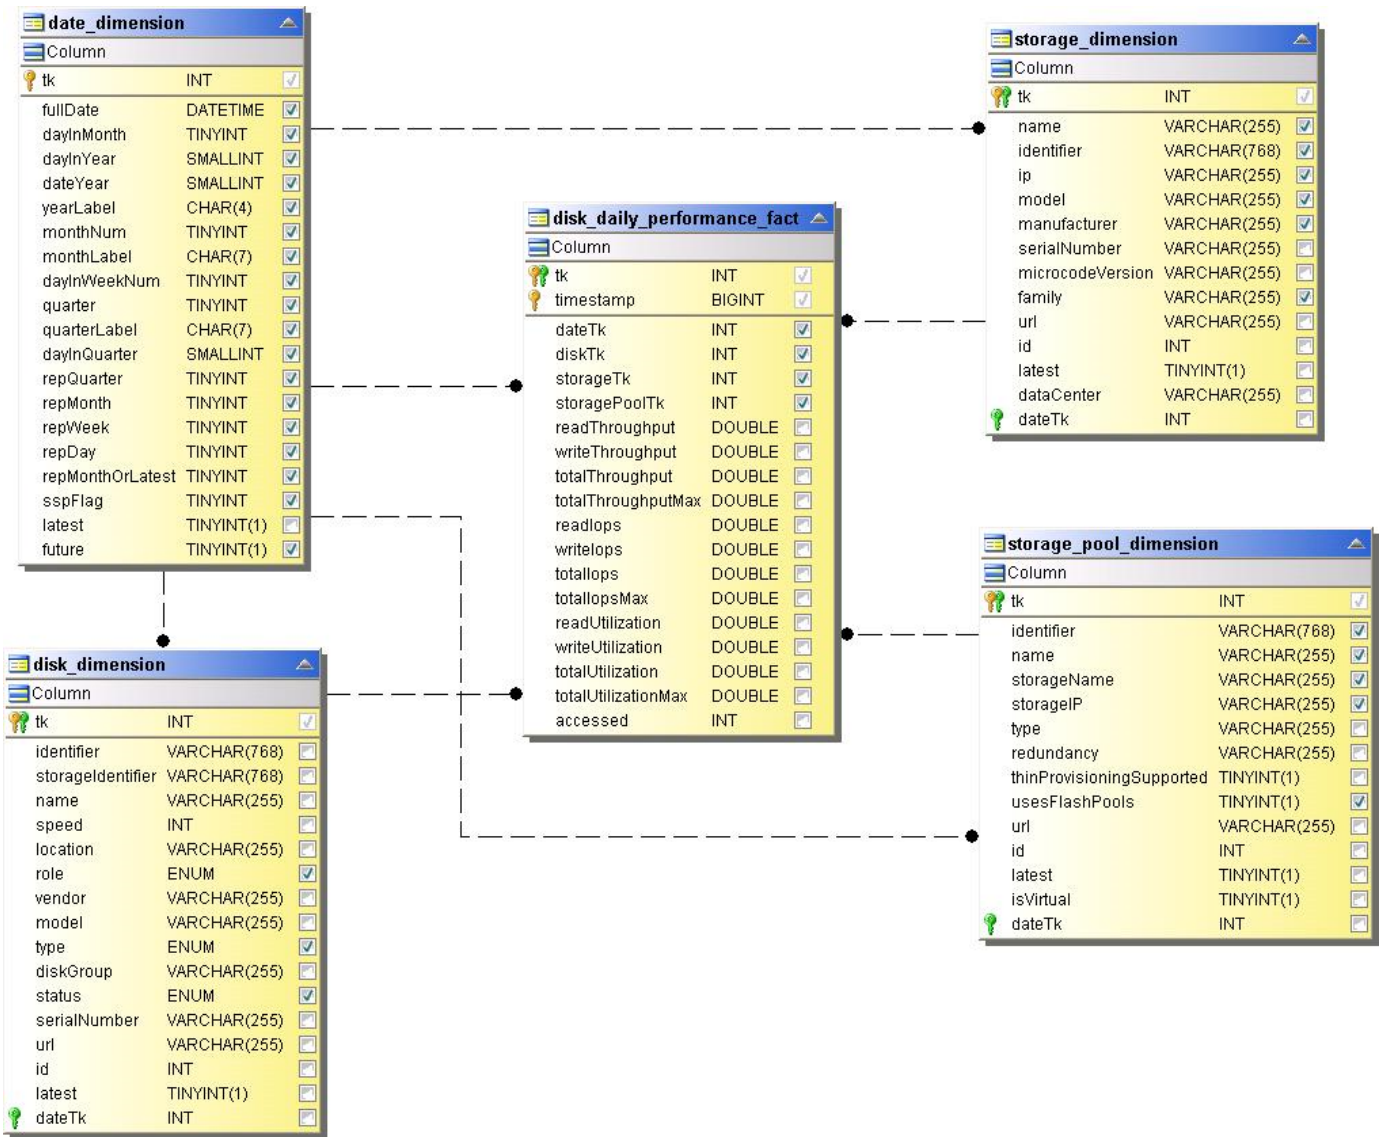 date_dimension
Column
tk INT
fullDate DATETIME
dayInMonth TINYINT
dayInYear SMALLINT
dateYear SMALLINT
yearLabel CHAR(4)
monthNum TINYINT
monthLabel CHAR(7)
dayInWeekNum TINYINT
quarter TINYINT
quarterLabel CHAR(7)
dayInQuarter SMALLINT
repQuarter TINYINT
repMonth TINYINT
repWeek TINYINT
repDay TINYINT
repMonthOrLatest TINYINT
sspFlag TINYINT
latest TINYINT(1)
future TINYINT(1)
storage_dimension
Column
tk INT
name VARCHAR(255)
identifier VARCHAR(768)
ip VARCHAR(255)
model VARCHAR(255)
manufacturer VARCHAR(255)
serialNumber VARCHAR(255)
microcodeVersion VARCHAR(255)
family VARCHAR(255)
url VARCHAR(255)
id INT
latest TINYINT(1)
dataCenter VARCHAR(255)
dateTk INT
disk_daily_performance_fact
Column
tk INT
timestamp BIGINT
dateTk INT
diskTk INT
storageTk INT
storagePoolTk INT
readThroughput DOUBLE
writeThroughput DOUBLE
totalThroughput DOUBLE
totalThroughputMax DOUBLE
readIops DOUBLE
writeIops DOUBLE
totalIops DOUBLE
totalIopsMax DOUBLE
readUtilization DOUBLE
writeUtilization DOUBLE
totalUtilization DOUBLE
totalUtilizationMax DOUBLE
accessed INT
storage_pool_dimension
Column
tk INT
identifier VARCHAR(768)
name VARCHAR(255)
storageName VARCHAR(255)
storageIP VARCHAR(255)
type VARCHAR(255)
redundancy VARCHAR(255)
thinProvisioningSupported TINYINT(1)
usesFlashPools TINYINT(1)
url VARCHAR(255)
id INT
latest TINYINT(1)
isVirtual TINYINT(1)
dateTk INT
disk_dimension
Column
tk INT
identifier VARCHAR(768)
storageIdentifier VARCHAR(768)
name VARCHAR(255)
speed INT
location VARCHAR(255)
role ENUM
vendor VARCHAR(255)
model VARCHAR(255)
type ENUM
diskGroup VARCHAR(255)
status ENUM
serialNumber VARCHAR(255)
url VARCHAR(255)
id INT
latest TINYINT(1)
dateTk INT